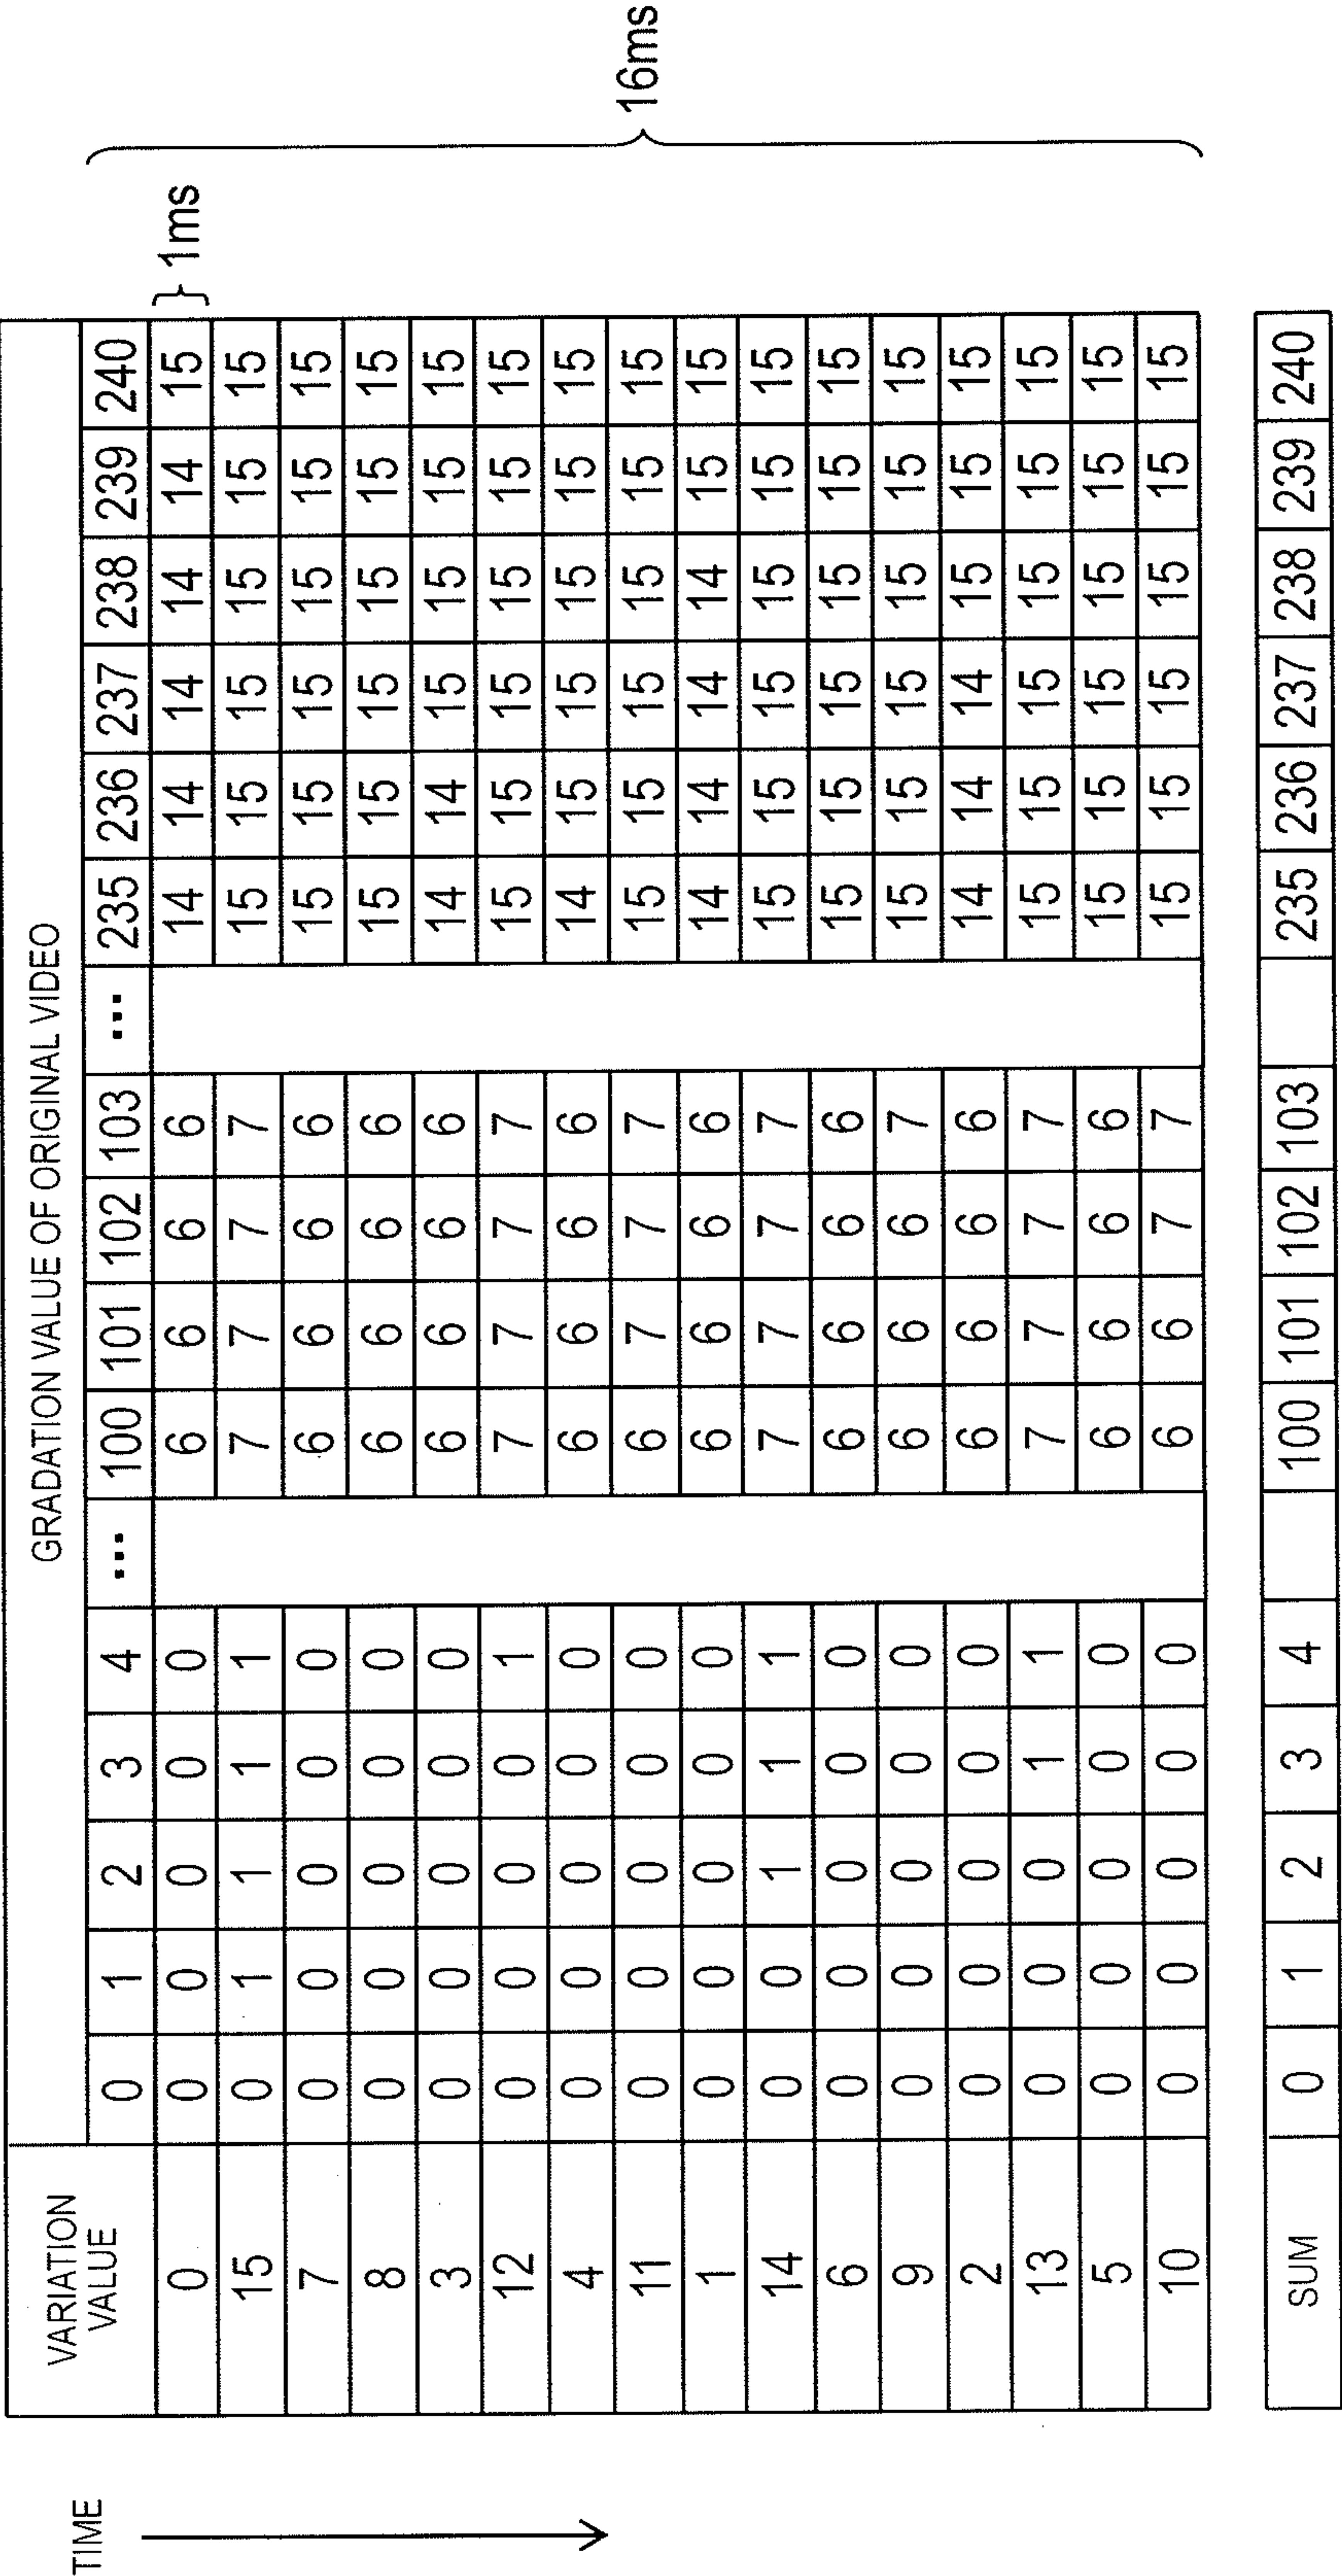 TIME
GRADATION VALUE OF ORIGINAL VIDEO
VARIATION VALUE 0 1 2 3 4 ... 100 101 102 103 ... 235 236 237 238 239 240
0 0 0 0 0 0 6 6 6 6 14 14 14 14 14 15 1ms
15 0 1 1 1 1 7 7 7 7 15 15 15 15 15 15
7 0 0 0 0 0 6 6 6 6 15 15 15 15 15 15
8 0 0 0 0 0 6 6 6 6 15 15 15 15 15 15
3 0 0 0 0 0 6 6 6 6 14 14 15 15 15 15
12 0 0 0 0 1 7 7 7 7 15 15 15 15 15 15
4 0 0 0 0 0 6 6 6 6 14 15 15 15 15 15
11 0 0 0 0 0 6 7 7 7 15 15 15 15 15 15
1 0 0 0 0 0 6 6 6 6 14 14 14 14 15 15
14 0 0 1 1 1 7 7 7 7 15 15 15 15 15 15
6 0 0 0 0 0 6 6 6 6 15 15 15 15 15 15
9 0 0 0 0 0 6 6 6 7 15 15 15 15 15 15
2 0 0 0 0 0 6 6 6 6 14 14 14 15 15 15
13 0 0 0 1 1 7 7 7 7 15 15 15 15 15 15
5 0 0 0 0 0 6 6 6 6 15 15 15 15 15 15
10 0 0 0 0 0 6 6 7 7 15 15 15 15 15 15
16ms
SUM 0 1 2 3 4 100 101 102 103 235 236 237 238 239 240